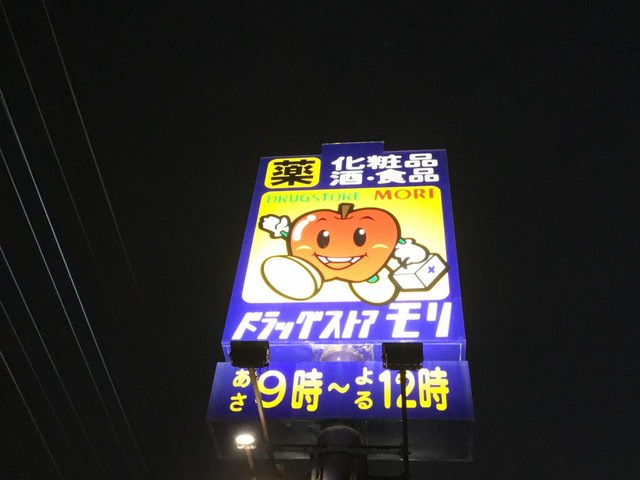 薬 化粧品
酒・食品
DRUGSTORE MORI
ドラッグストア モリ
あさ9時～よる12時